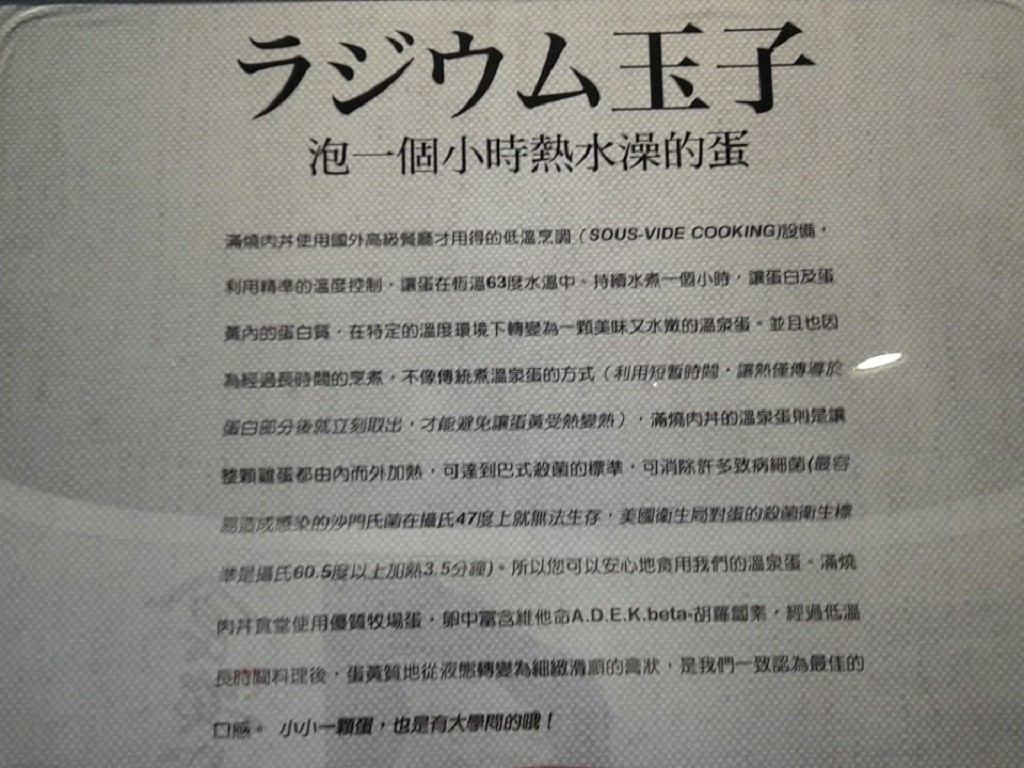 ラジウム玉子
泡一個小時熱水澡的蛋
滿燒肉丼使用國外高級餐廳才用得的低溫烹調（SOUS-VIDE COOKING)設備，
利用精準的溫度控制，讓蛋在恆溫63度水溫中。持續水煮一個小時，讓蛋白及蛋
黃內的蛋白質，在特定的溫度環境下轉變為一顆美味又水嫩的溫泉蛋。並且也因
為經過長時間的烹煮，不像傳統煮溫泉蛋的方式（利用短暫時間，讓熱僅傳導於
蛋白部分後就立刻取出，才能避免讓蛋黃受熱變熟），滿燒肉丼的溫泉蛋則是讓
整顆雞蛋都由內而外加熱，可達到巴式殺菌的標準，可消除許多致病細菌(最容
易造成感染的沙門氏菌在攝氏47度上就無法生存，美國衛生局對蛋的殺菌衛生標
準是攝氏60.5度以上加熱3.5分鐘)。所以您可以安心地食用我們的溫泉蛋。滿燒
肉丼食堂使用優質牧場蛋，卵中富含維他命A.D.E.K.beta-胡蘿蔔素，經過低溫
長時間料理後，蛋黃質地從液態轉變為細緻滑順的膏狀，是我們一致認為最佳的
口感。 小小一顆蛋，也是有大學問的哦！